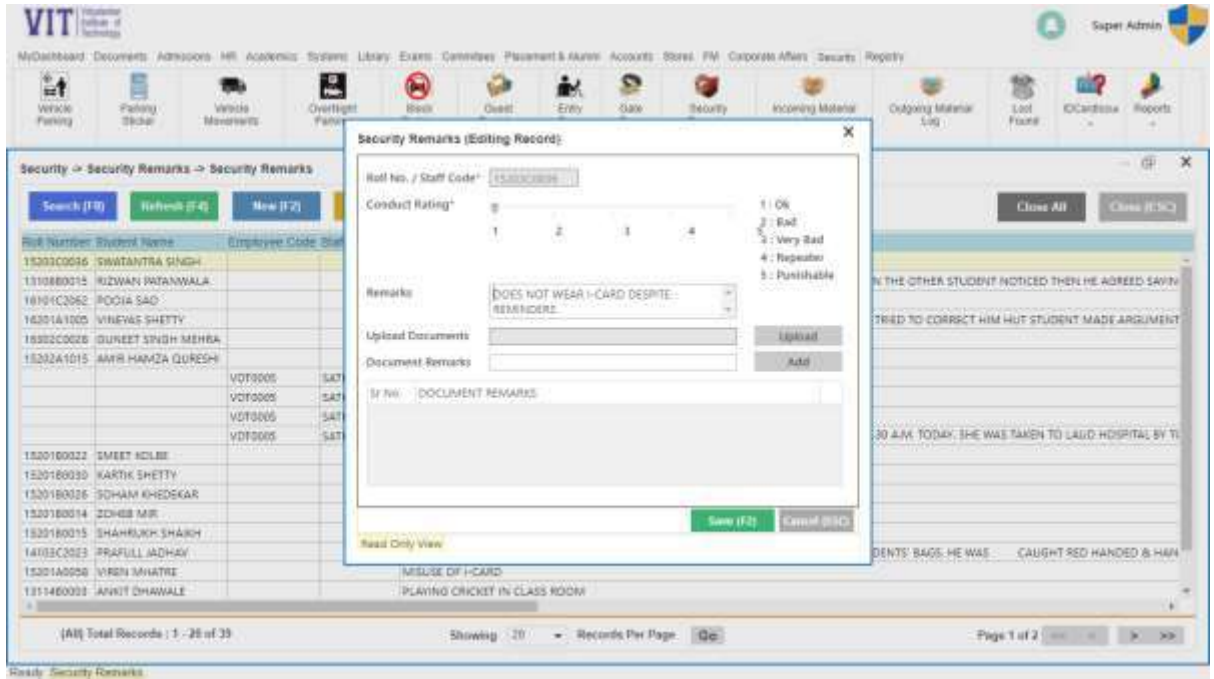 VIT Vidyalankar
Institute of
Technology
Super Admin
MyDashboard Documents Admissions HR Academics Systems Library Exams Committees Placement & Alumni Accounts Stores FM Corporate Affairs Security Registry
Vehicle Parking
Parking Sticker
Vehicle Movements
Overnight
Block
Guest
Entry
Gate
Security
Incoming Material
Outgoing Material Log
Lost Found
Reports
Security -> Security Remarks -> Security Remarks
Search (F8) Refresh (F4) New (F2) Close All Close (ESC)
Roll Number Student Name Employee Code
15203C0036 SWATANTRA SINGH
13108B0015 RIZWAN PATANWALA N THE OTHER STUDENT NOTICED THEN HE AGREED SAYIN
16101C2062 POOJA SAO
16201A1005 VINEYAS SHETTY TRIED TO CORRECT HIM HUT STUDENT MADE ARGUMENT
GUNEET SINGH MEHRA
15202A1015 AMIR HAMZA QURESHI
VDT0005
VDT0005
VDT0005
VDT0005 30 A.M. TODAY. SHE WAS TAKEN TO LAUD HOSPITAL BY
15201B0022 SMEET KOLBE
15201B0030 KARTIK SHETTY
15201B0026 SOHAM KHEDEKAR
15201B0014 ZOHEB MIR
15201B0015 SHAHRUKH SHAIKH
14103C2023 PRAFULL JADHAV DENTS' BAGS. HE WAS CAUGHT RED HANDED & HAN
15201A0058 VIREN MHATRE MISUSE OF I-CARD
13114B0003 ANKIT DHAWALE PLAYING CRICKET IN CLASS ROOM
Security Remarks (Editing Record)
Roll No. / Staff Code* 15203C0036
Conduct Rating* 0
1 2 3 4 5
1 : Ok
2 : Bad
3 : Very Bad
4 : Repeater
5 : Punishable
Remarks DOES NOT WEAR I-CARD DESPITE
REMINDERS.
Upload Documents Upload
Document Remarks Add
Sr No. DOCUMENT REMARKS
Save (F2) Cancel (ESC)
Read Only View
(All) Total Records : 1 - 20 of 39 Showing 20 Records Per Page Go Page 1 of 2 << < > >>
Ready Security Remarks